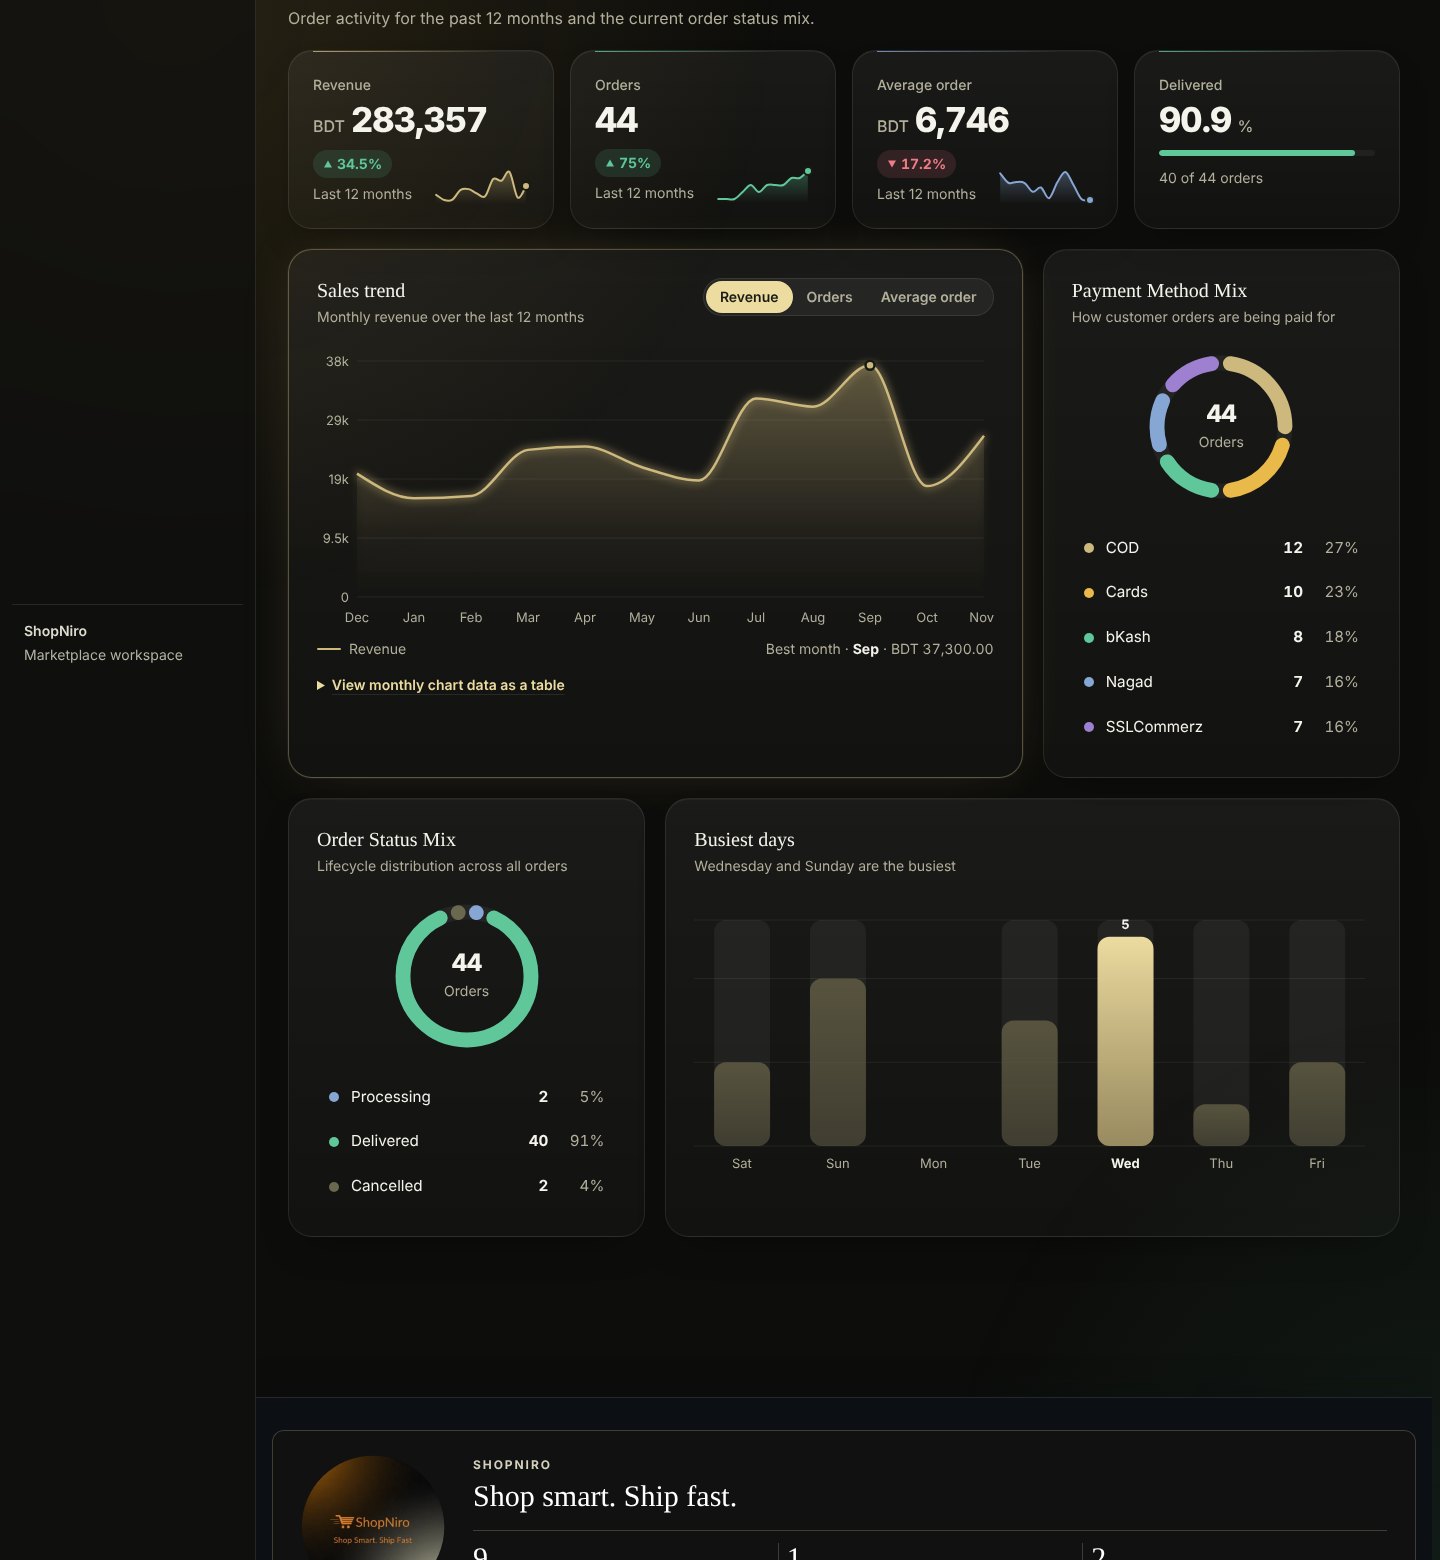 Order activity for the past 12 months and the current order status mix.
Revenue
BDT 283,357
▲ 34.5%
Last 12 months
Orders
44
▲ 75%
Last 12 months
Average order
BDT 6,746
▼ 17.2%
Last 12 months
Delivered
90.9 %
40 of 44 orders
Sales trend
Monthly revenue over the last 12 months
Revenue Orders Average order
38k
29k
19k
9.5k
0
Dec Jan Feb Mar Apr May Jun Jul Aug Sep Oct Nov
Revenue
Best month · Sep · BDT 37,300.00
View monthly chart data as a table
Payment Method Mix
How customer orders are being paid for
44
Orders
COD 12 27%
Cards 10 23%
bKash 8 18%
Nagad 7 16%
SSLCommerz 7 16%
ShopNiro
Marketplace workspace
Order Status Mix
Lifecycle distribution across all orders
44
Orders
Processing 2 5%
Delivered 40 91%
Cancelled 2 4%
Busiest days
Wednesday and Sunday are the busiest
5
Sat Sun Mon Tue Wed Thu Fri
ShopNiro
Shop Smart. Ship Fast
SHOPNIRO
Shop smart. Ship fast.
9 1 2